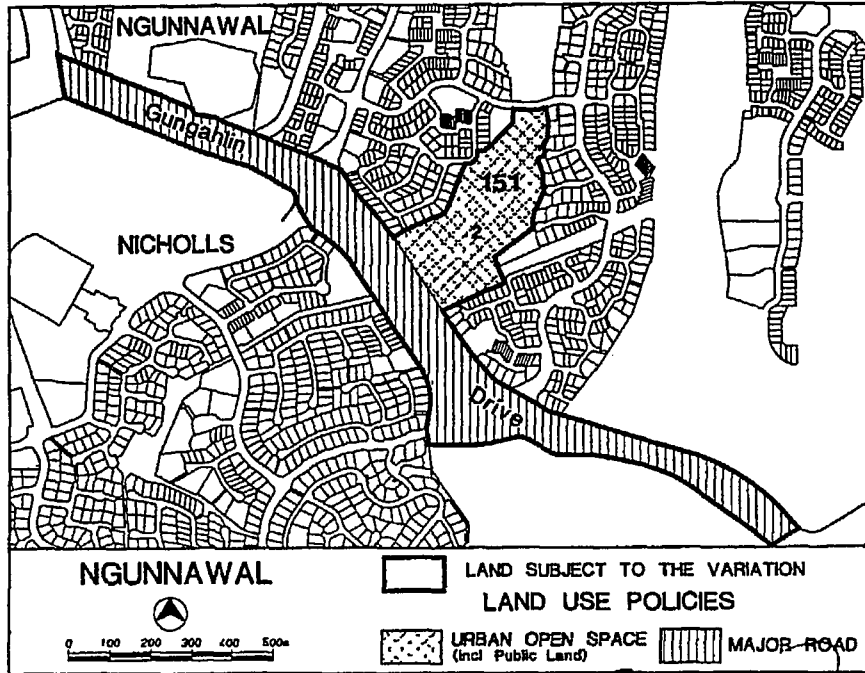 NGUNNAWAL
Gungahlin
151
2
NICHOLLS
Drive
NGUNNAWAL
0 100 200 300 400 500m
LAND SUBJECT TO THE VARIATION
LAND USE POLICIES
URBAN OPEN SPACE
(Incl Public Land)
MAJOR ROAD